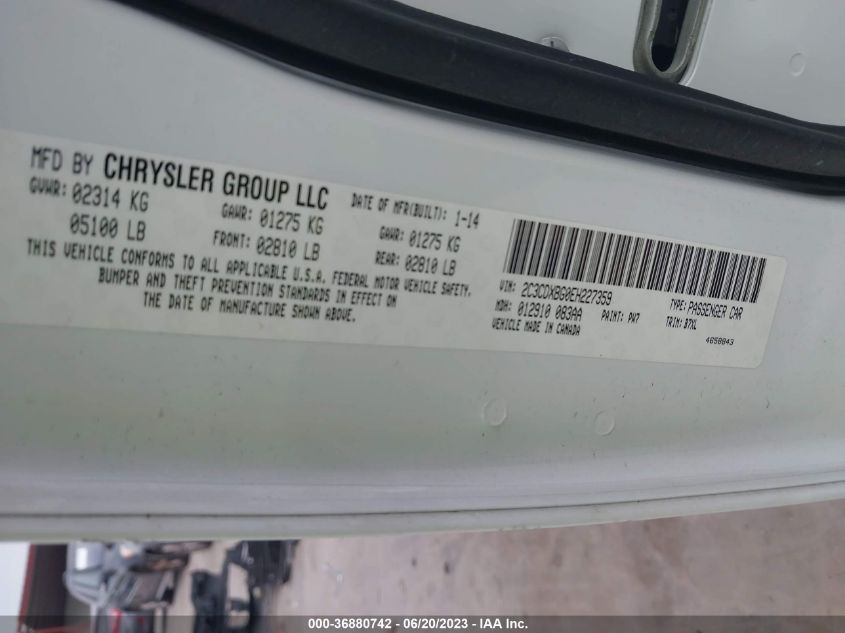 MFD BY CHRYSLER GROUP LLC
DATE OF MFR(BUILT): 1-14
GVWR: 02314 KG
GAWR: 01275 KG
GAWR: 01275 KG
05100 LB
FRONT: 02810 LB
REAR: 02810 LB
THIS VEHICLE CONFORMS TO ALL APPLICABLE U.S.A. FEDERAL MOTOR VEHICLE SAFETY,
BUMPER AND THEFT PREVENTION STANDARDS IN EFFECT ON
THE DATE OF MANUFACTURE SHOWN ABOVE.
VIN: 2C3CDXBG0EH227359
TYPE: PASSENGER CAR
MDH: 012910 083AA
PAINT: PW7
TRIM: B7XL
VEHICLE MADE IN CANADA
4658843
000-36880742 - 06/20/2023 - IAA Inc.